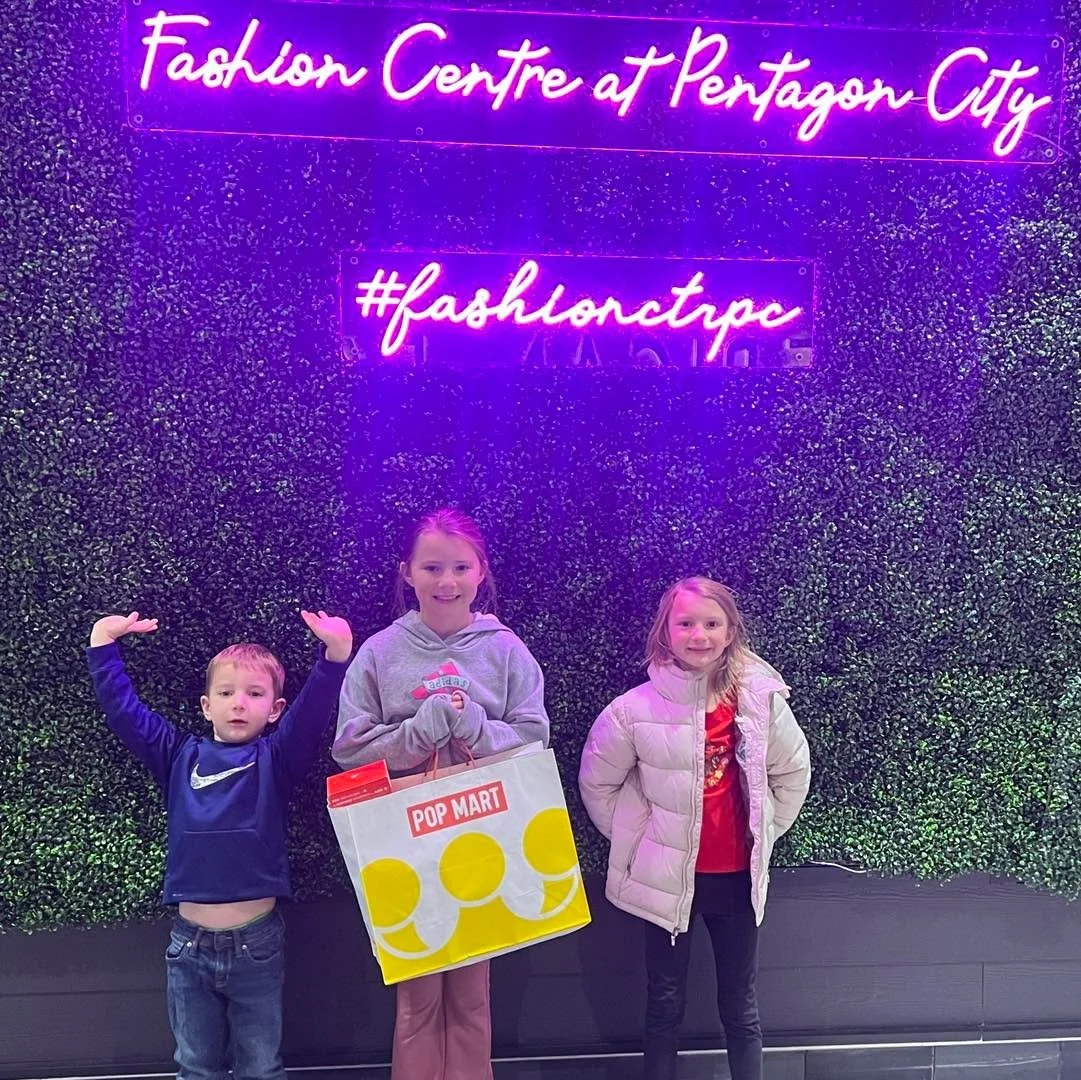 Fashion Centre at Pentagon City
#fashionctrpc
adidas
POP MART